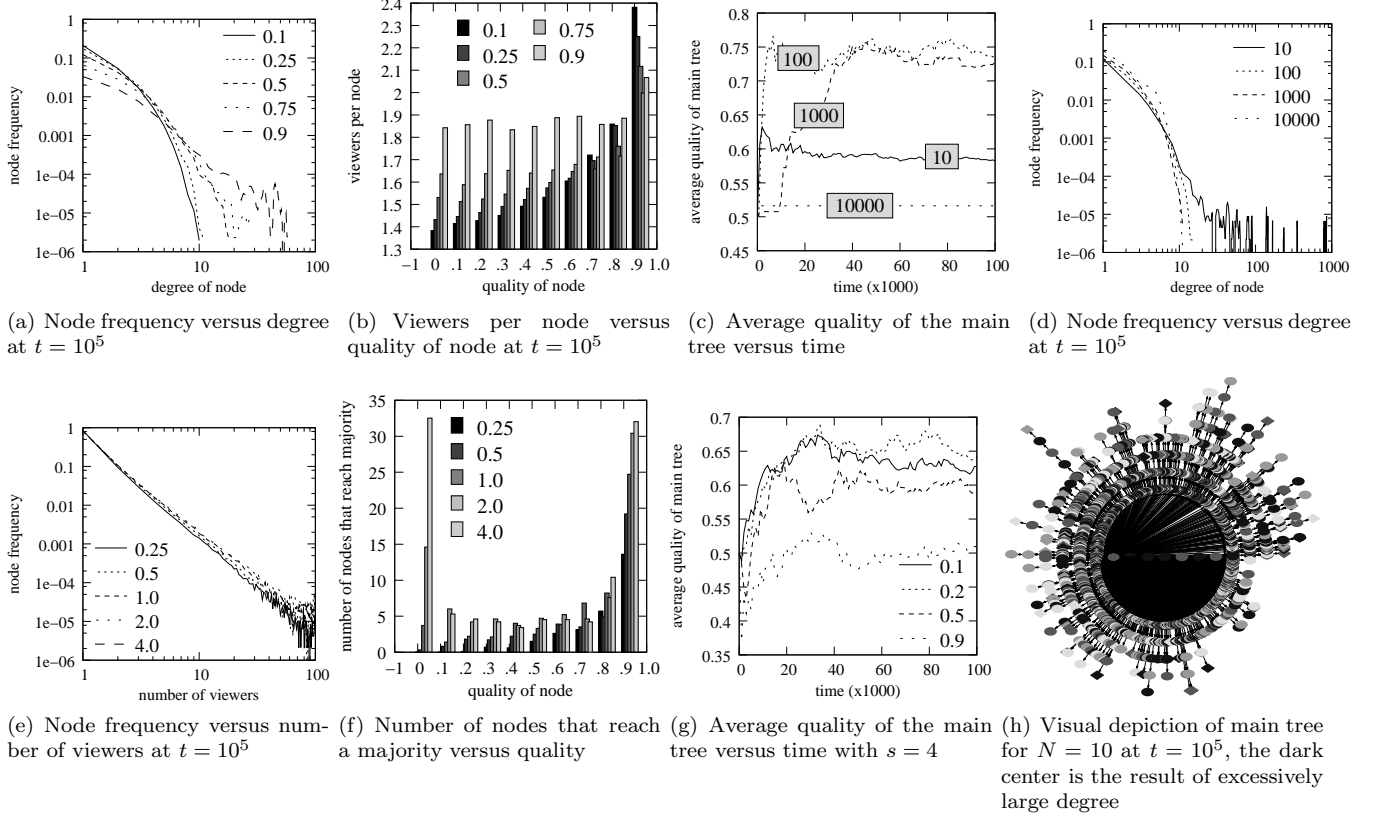 1
0.1
0.01
0.001
1e−04
1e−05
1e−06
1 10 100
node frequency
degree of node
0.1
0.25
0.5
0.75
0.9
(a) Node frequency versus degree
at t = 10^5
2.4
2.3
2.2
2.1
2
1.9
1.8
1.7
1.6
1.5
1.4
1.3
−1 0 .1 .2 .3 .4 .5 .6 .7 .8 .9 1.0
viewers per node
quality of node
0.1 0.75
0.25 0.9
0.5
(b) Viewers per node versus
quality of node at t = 10^5
0.8
0.75
0.7
0.65
0.6
0.55
0.5
0.45
0 20 40 60 80 100
average quality of main tree
time (x1000)
100
1000
10
10000
(c) Average quality of the main
tree versus time
1
0.1
0.01
0.001
1e−04
1e−05
1e−06
1 10 100 1000
node frequency
degree of node
10
100
1000
10000
(d) Node frequency versus degree
at t = 10^5
1
0.1
0.01
0.001
1e−04
1e−05
1e−06
1 10 100
node frequency
number of viewers
0.25
0.5
1.0
2.0
4.0
(e) Node frequency versus num-
ber of viewers at t = 10^5
35
30
25
20
15
10
5
0
−1 0 .1 .2 .3 .4 .5 .6 .7 .8 .9 1.0
number of nodes that reach majority
quality of node
0.25
0.5
1.0
2.0
4.0
(f) Number of nodes that reach
a majority versus quality
0.7
0.65
0.6
0.55
0.5
0.45
0.4
0.35
0 20 40 60 80 100
average quality of main tree
time (x1000)
0.1
0.2
0.5
0.9
(g) Average quality of the main
tree versus time with s = 4
(h) Visual depiction of main tree
for N = 10 at t = 10^5, the dark
center is the result of excessively
large degree